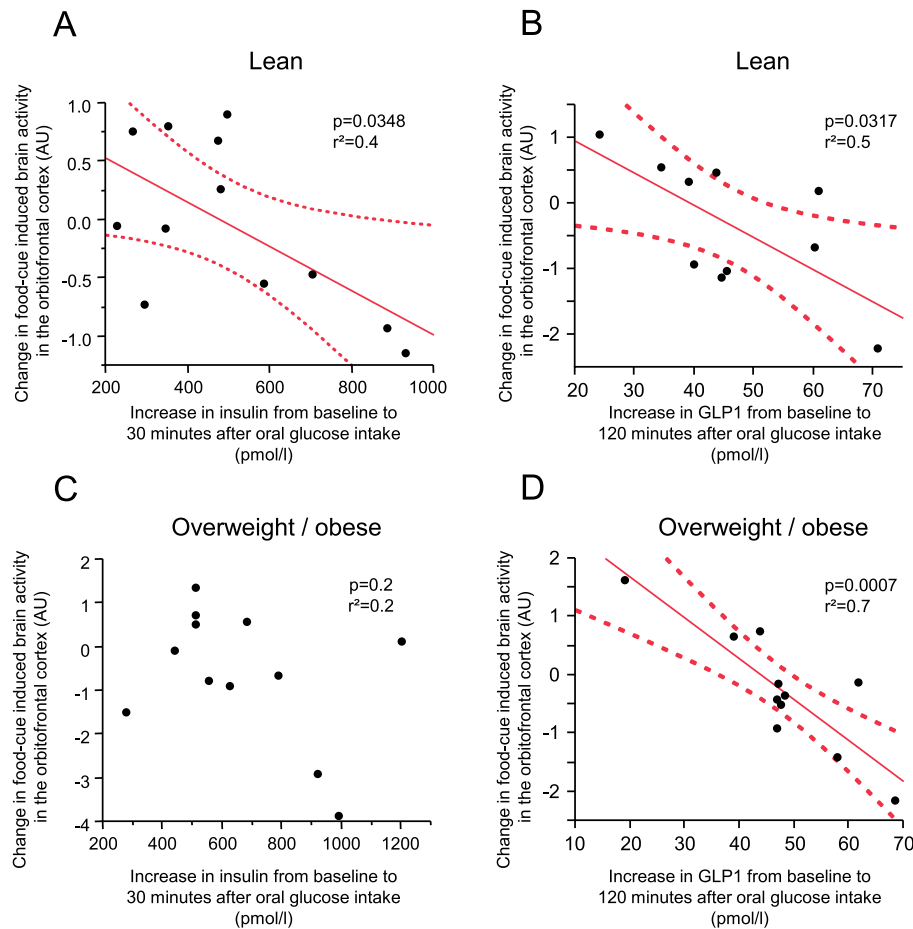 A
Lean
Change in food-cue induced brain activity
in the orbitofrontal cortex (AU)
1.0
0.5
0.0
-0.5
-1.0
p=0.0348
r²=0.4
200
400
600
800
1000
Increase in insulin from baseline to
30 minutes after oral glucose intake
(pmol/l)
B
Lean
Change in food-cue induced brain activity
in the orbitofrontal cortex (AU)
1
0
-1
-2
p=0.0317
r²=0.5
20
30
40
50
60
70
Increase in GLP1 from baseline to
120 minutes after oral glucose intake
(pmol/l)
C
Overweight / obese
Change in food-cue induced brain activity
in the orbitofrontal cortex (AU)
2
1
0
-1
-2
-3
-4
p=0.2
r²=0.2
200
400
600
800
1000
1200
Increase in insulin from baseline to
30 minutes after oral glucose intake
(pmol/l)
D
Overweight / obese
Change in food-cue induced brain activity
in the orbitofrontal cortex (AU)
2
1
0
-1
-2
p=0.0007
r²=0.7
10
20
30
40
50
60
70
Increase in GLP1 from baseline to
120 minutes after oral glucose intake
(pmol/l)